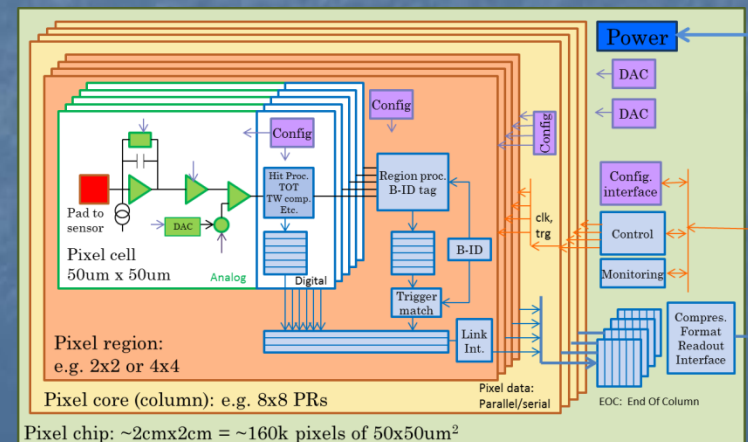 Power
DAC
DAC
Config
Config
Config
Hit Proc.
TOT
TW comp.
Etc.
Region proc.
B-ID tag
Pad to
sensor
DAC
Pixel cell
50um x 50um
Analog
Digital
B-ID
clk,
trg
Config.
interface
Control
Monitoring
Trigger
match
Link
Int.
Compres.
Format
Readout
Interface
Pixel region:
e.g. 2x2 or 4x4
Pixel data:
Parallel/serial
EOC: End Of Column
Pixel core (column): e.g. 8x8 PRs
Pixel chip: ~2cmx2cm = ~160k pixels of 50x50um²